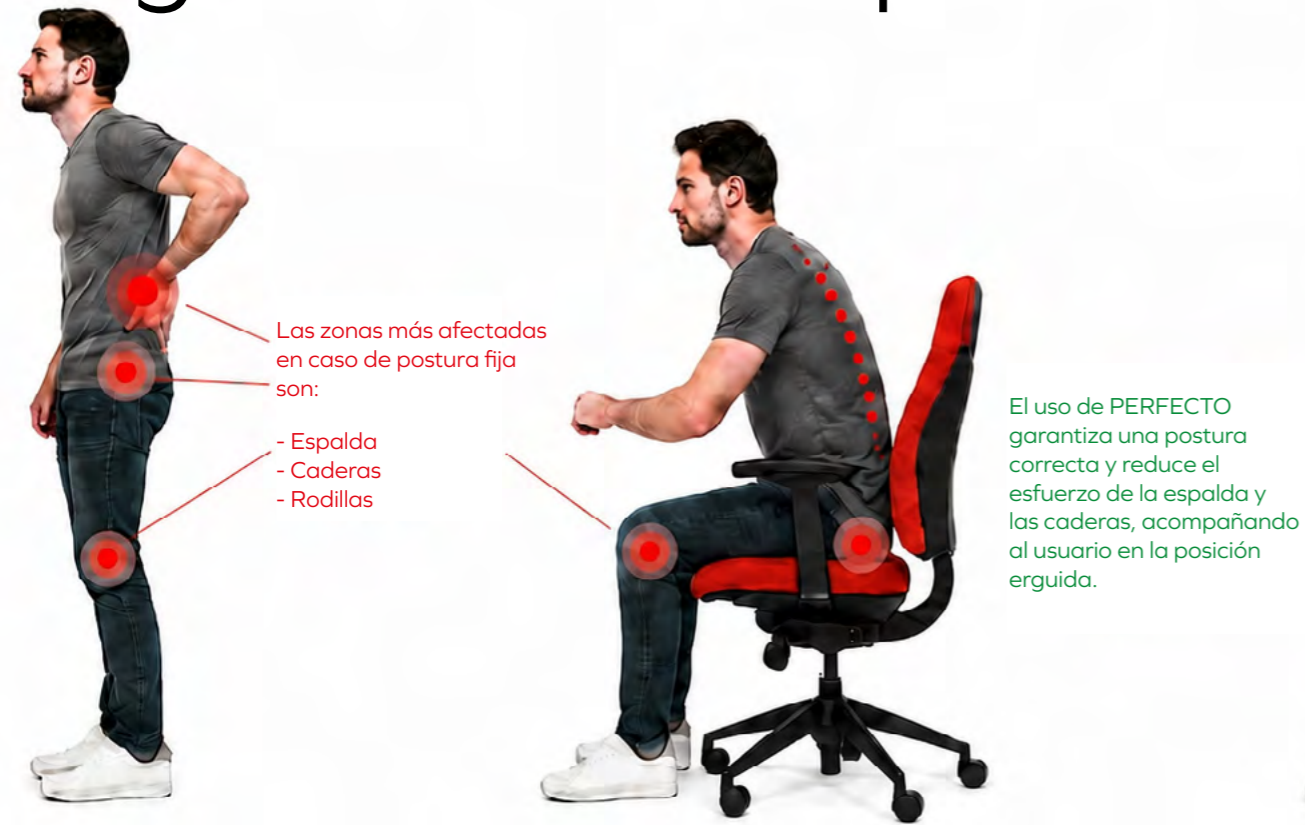 Las zonas más afectadas
en caso de postura fija
son:
- Espalda
- Caderas
- Rodillas
El uso de PERFECTO
garantiza una postura
correcta y reduce el
esfuerzo de la espalda y
las caderas, acompañando
al usuario en la posición
erguida.